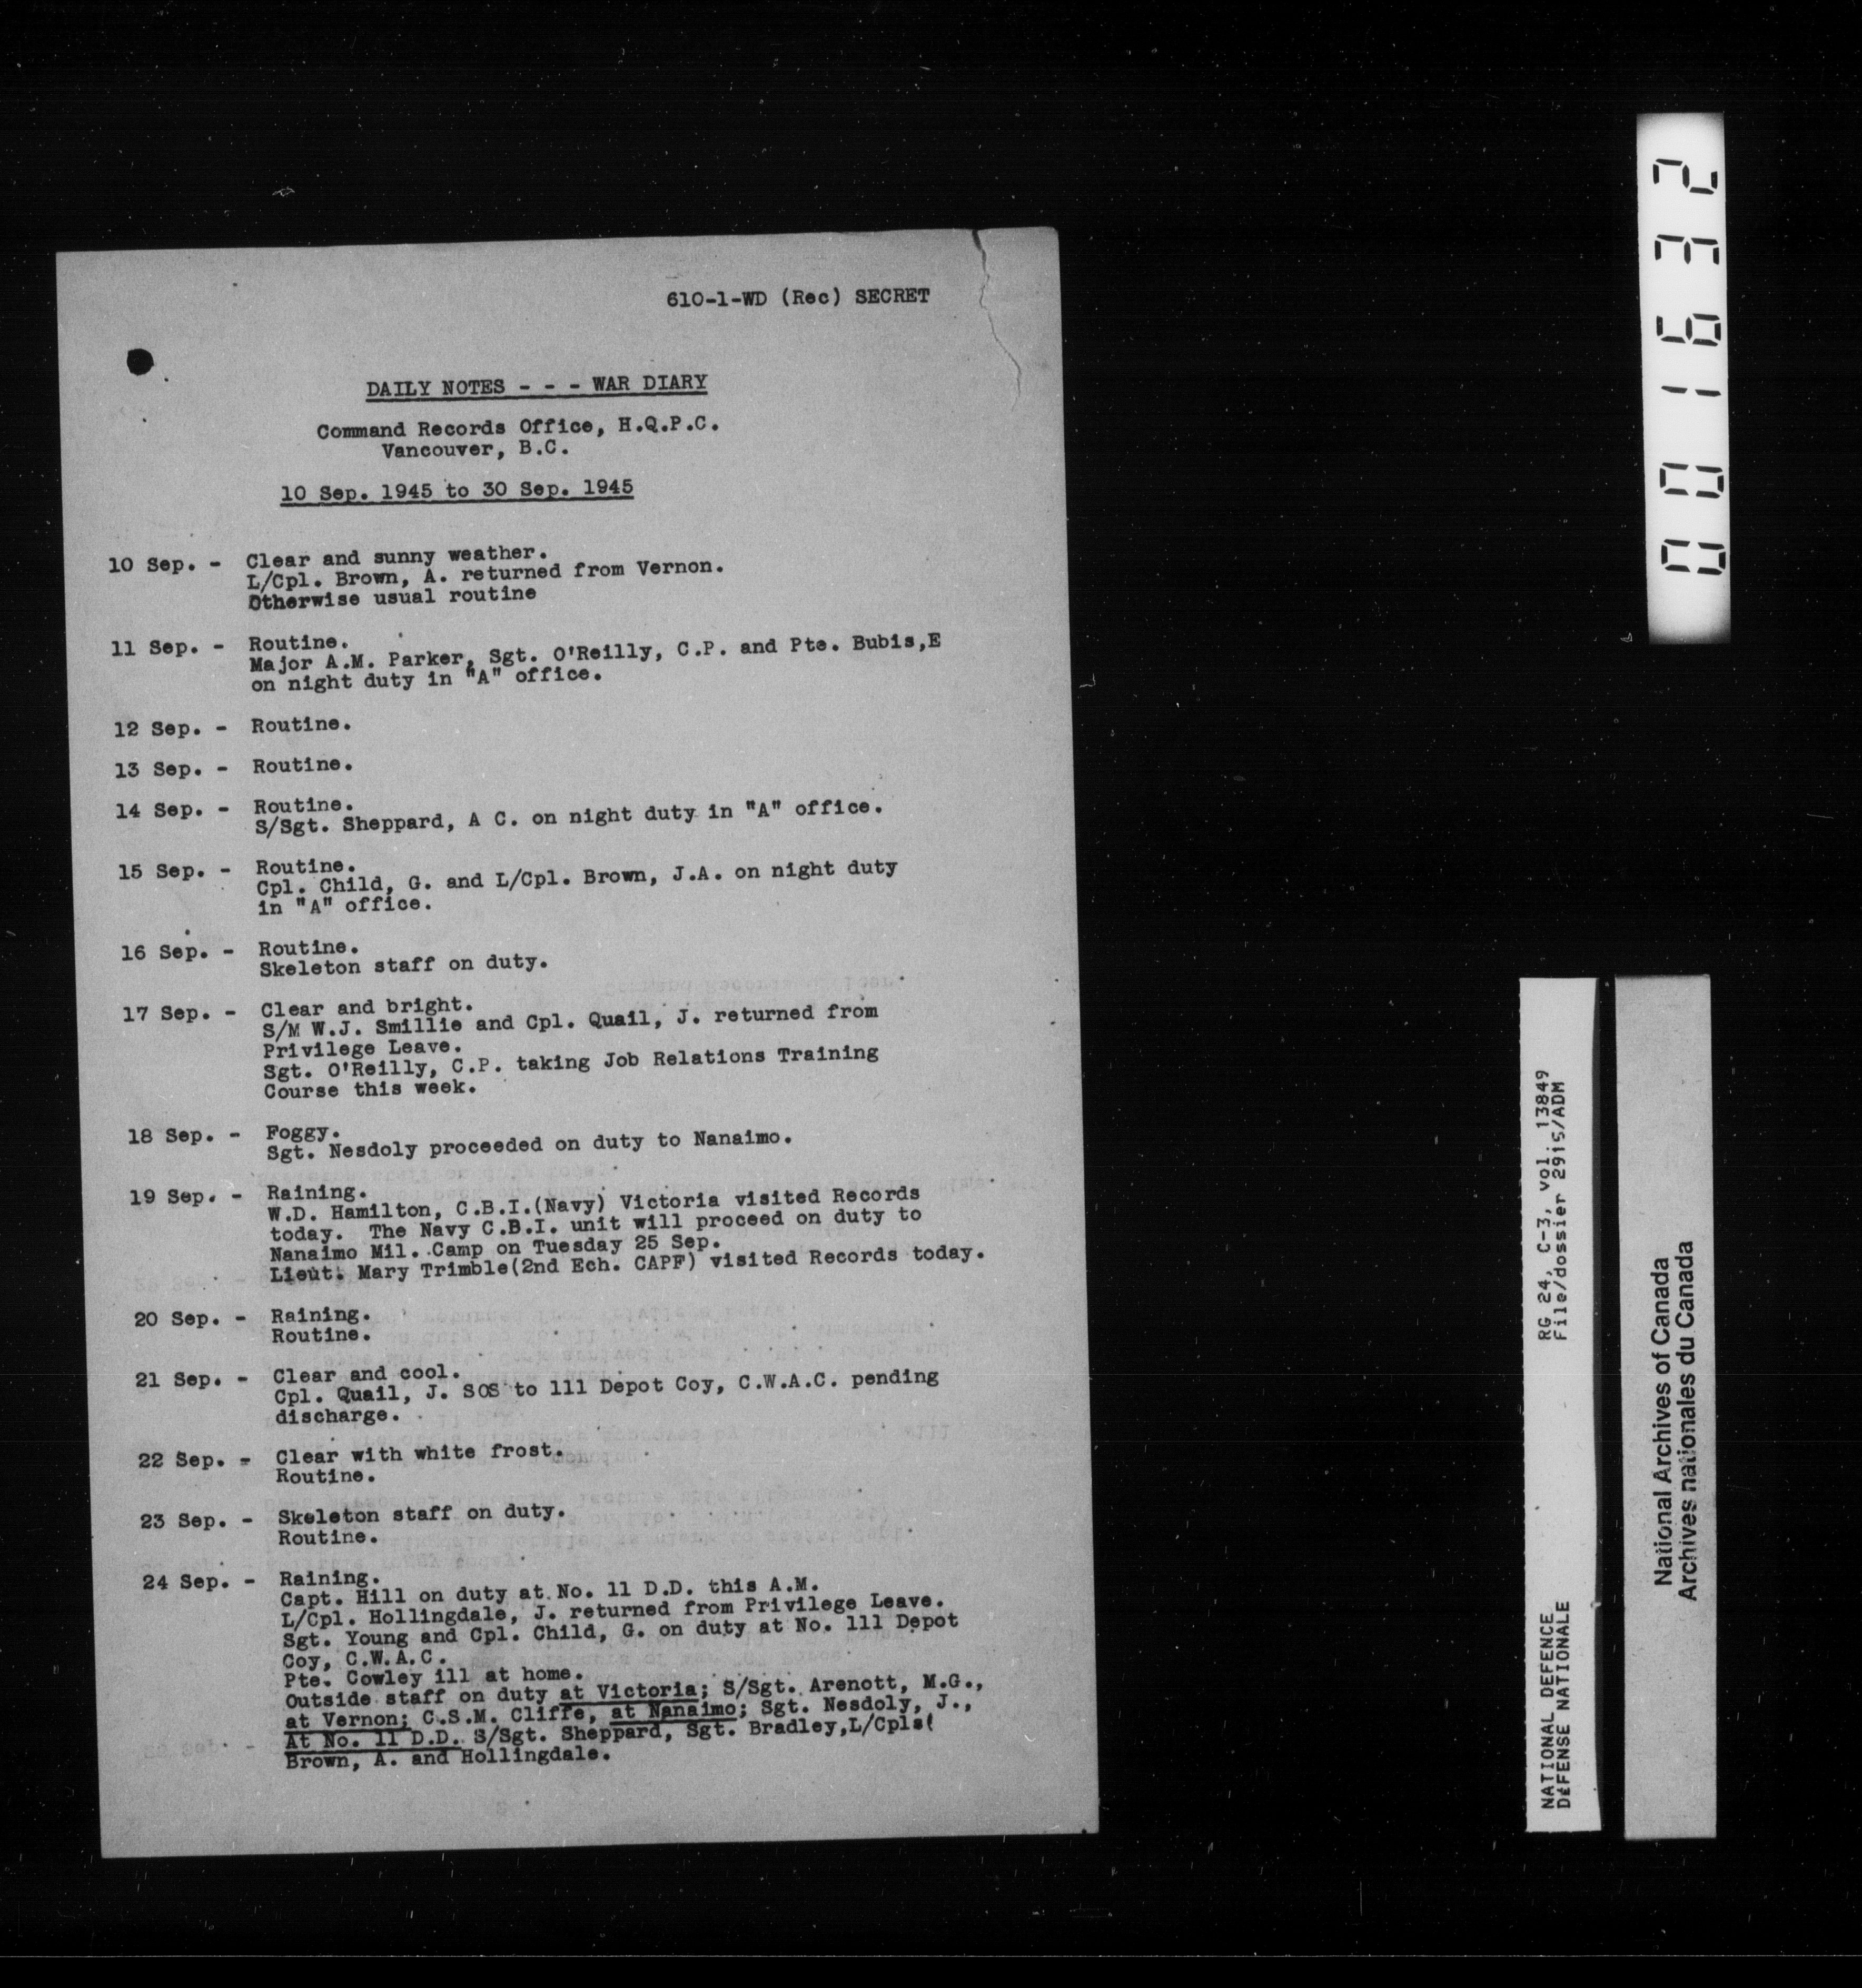 610-1-WD (Rec) SECRET
DAILY NOTES - - - WAR DIARY
Command Records Office, H.Q.P.C.
Vancouver, B.C.
10 Sep. 1945 to 30 Sep. 1945
10 Sep. - Clear and sunny weather.
L/Cpl. Brown, A. returned from Vernon.
Otherwise usual routine
11 Sep. - Routine.
Major A.M. Parker, Sgt. O'Reilly, C.P. and Pte. Bubis,E
on night duty in "A" office.
12 Sep. - Routine.
13 Sep. - Routine.
14 Sep. - Routine.
S/Sgt. Sheppard, A C. on night duty in "A" office.
15 Sep. - Routine.
Cpl. Child, G. and L/Cpl. Brown, J.A. on night duty
in "A" office.
16 Sep. - Routine.
Skeleton staff on duty.
17 Sep. - Clear and bright.
S/M W.J. Smillie and Cpl. Quail, J. returned from
Privilege Leave.
Sgt. O'Reilly, C.P. taking Job Relations Training
Course this week.
18 Sep. - Foggy.
Sgt. Nesdoly proceeded on duty to Nanaimo.
19 Sep. - Raining.
W.D. Hamilton, C.B.I.(Navy) Victoria visited Records
today. The Navy C.B.I. unit will proceed on duty to
Nanaimo Mil. Camp on Tuesday 25 Sep.
Lieut. Mary Trimble(2nd Ech. CAPF) visited Records today.
20 Sep. - Raining.
Routine.
21 Sep. - Clear and cool.
Cpl. Quail, J. SOS to 111 Depot Coy, C.W.A.C. pending
discharge.
22 Sep. - Clear with white frost.
Routine.
23 Sep. - Skeleton staff on duty.
Routine.
24 Sep. - Raining.
Capt. Hill on duty at No. 11 D.D. this A.M.
L/Cpl. Hollingdale, J. returned from Privilege Leave.
Sgt. Young and Cpl. Child, G. on duty at No. 111 Depot
Coy, C.W.A.C.
Pte. Cowley ill at home.
Outside staff on duty at Victoria; S/Sgt. Arenott, M.G.,
at Vernon; C.S.M. Cliffe, at Nanaimo; Sgt. Nesdoly, J.,
At No. 11 D.D. S/Sgt. Sheppard, Sgt. Bradley,L/Cpls(
Brown, A. and Hollingdale.
001632
RG 24, C-3, vol. 13849
File/dossier 2915/ADM
NATIONAL DEFENCE
DÉFENSE NATIONALE
National Archives of Canada
Archives nationales du Canada